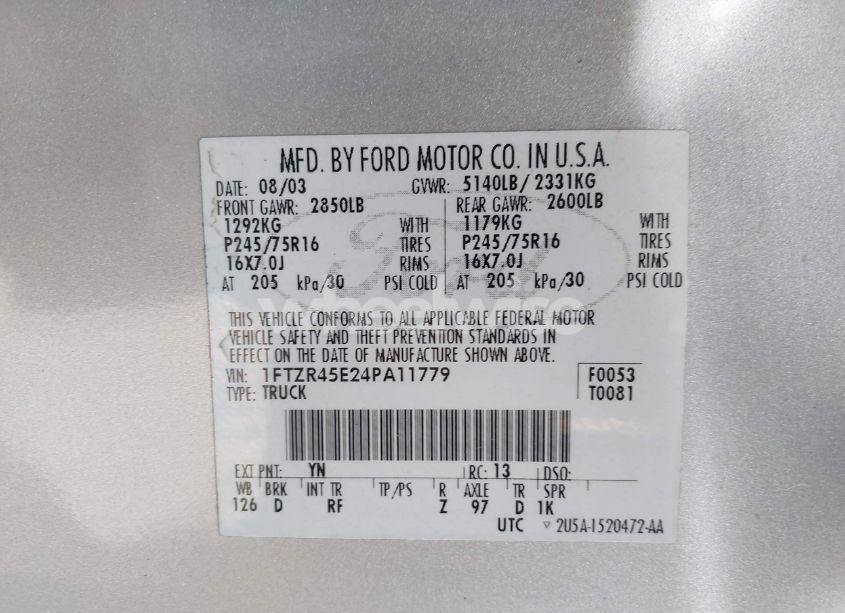 MFD. BY FORD MOTOR CO. IN U.S.A.
DATE: 08/03 GVWR: 5140LB/ 2331KG
FRONT GAWR: 2850LB REAR GAWR: 2600LB
1292KG WITH 1179KG WITH
P245/75R16 TIRES P245/75R16 TIRES
16X7.0J RIMS 16X7.0J RIMS
AT 205 kPa/30 PSI COLD AT 205 kPa/30 PSI COLD
THIS VEHICLE CONFORMS TO ALL APPLICABLE FEDERAL MOTOR
VEHICLE SAFETY AND THEFT PREVENTION STANDARDS IN
EFFECT ON THE DATE OF MANUFACTURE SHOWN ABOVE.
VIN: 1FTZR45E24PA11779 F0053
TYPE: TRUCK T0081
EXT PNT: YN RC: 13 DSO:
WB BRK INT TR TP/PS R AXLE TR SPR
126 D RF Z 97 D 1K
UTC ▽ 2U5A-1520472-AA